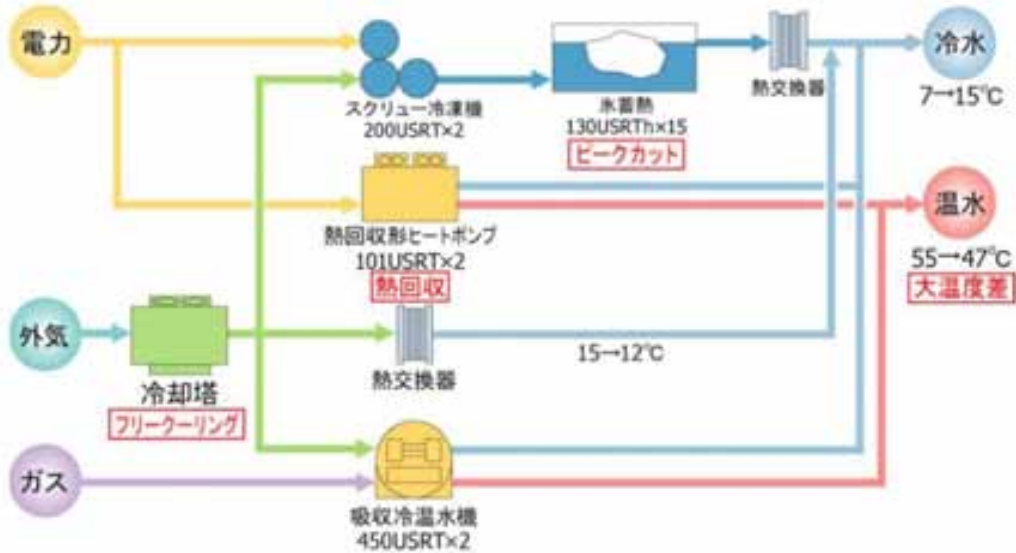 電力
スクリュー冷凍機
200USRT×2
氷蓄熱
130USRTh×15
ピークカット
熱交換器
冷水
7→15℃
熱回収形ヒートポンプ
101USRT×2
熱回収
温水
55→47℃
大温度差
外気
冷却塔
フリークーリング
熱交換器
15→12℃
ガス
吸収冷温水機
450USRT×2